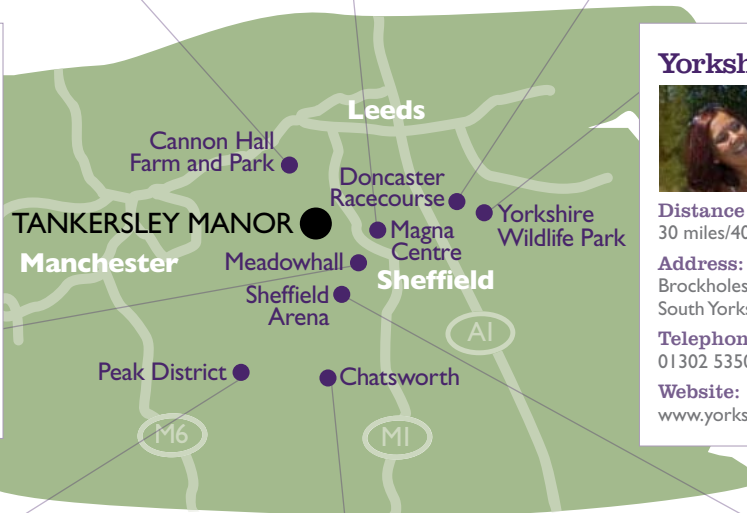 Leeds
Cannon Hall
Farm and Park
Doncaster
Racecourse
Yorkshire
Wildlife Park
TANKERSLEY MANOR
Magna
Centre
Manchester
Meadowhall
Sheffield
Sheffield
Arena
A1
Peak District
Chatsworth
M6
M1
Yorksh
Distance
30 miles/40
Address:
Brockholes
South Yorks
Telephon
01302 5350
Website:
www.yorks